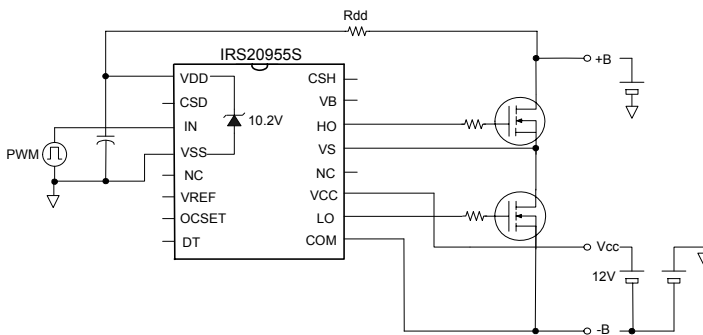 Rdd
IRS20955S
+B
VDD
CSH
CSD
VB
10.2V
IN
HO
PWM
VSS
VS
NC
NC
VREF
VCC
OCSET
LO
DT
COM
Vcc
12V
-B